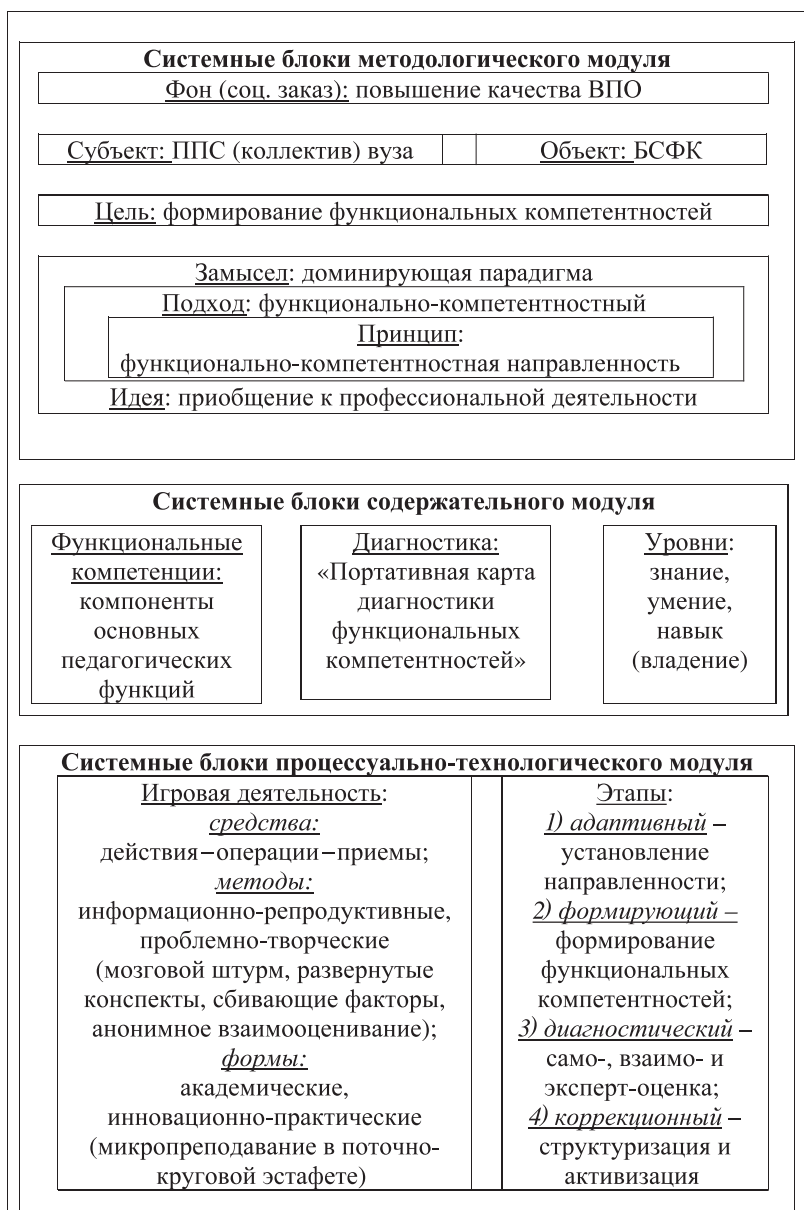 Системные блоки методологического модуля
Фон (соц. заказ): повышение качества ВПО
Субъект: ППС (коллектив) вуза
Объект: БСФК
Цель: формирование функциональных компетентностей
Замысел: доминирующая парадигма
Подход: функционально-компетентностный
Принцип:
функционально-компетентностная направленность
Идея: приобщение к профессиональной деятельности
Системные блоки содержательного модуля
Функциональные
компетенции:
компоненты
основных
педагогических
функций
Диагностика:
«Портативная карта
диагностики
функциональных
компетентностей»
Уровни:
знание,
умение,
навык
(владение)
Системные блоки процессуально-технологического модуля
Игровая деятельность:
средства:
действия–операции–приемы;
методы:
информационно-репродуктивные,
проблемно-творческие
(мозговой штурм, развернутые
конспекты, сбивающие факторы,
анонимное взаимооценивание);
формы:
академические,
инновационно-практические
(микропреподавание в поточно-
круговой эстафете)
Этапы:
1) адаптивный –
установление
направленности;
2) формирующий –
формирование
функциональных
компетентностей;
3) диагностический –
само-, взаимо- и
эксперт-оценка;
4) коррекционный –
структуризация и
активизация